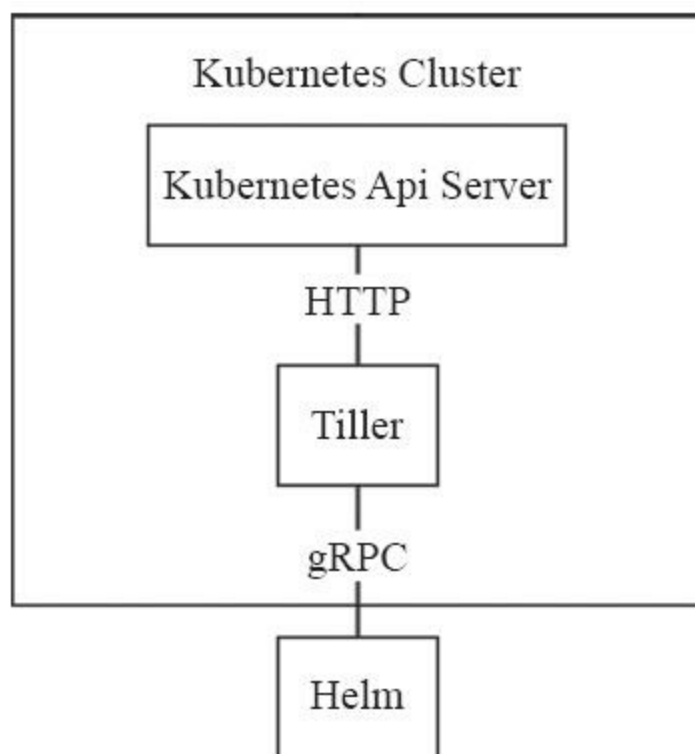 Kubernetes Cluster
Kubernetes Api Server
HTTP
Tiller
gRPC
Helm